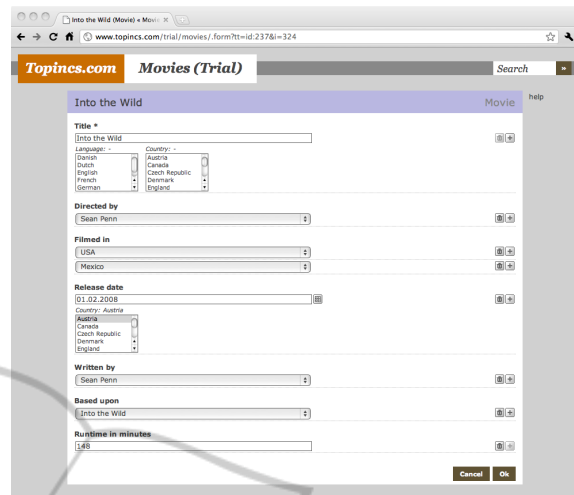 Into the Wild (Movie) « Movie
www.topincs.com/trial/movies/.form?tt=id:237&i=324
Topincs.com Movies (Trial) Search »
Into the Wild Movie help
Title *
Into the Wild
Language: - Country: -
Danish Austria
Dutch Canada
English Czech Republic
French Denmark
German England
Directed by
Sean Penn
Filmed in
USA
Mexico
Release date
01.02.2008
Country: Austria
Austria
Canada
Czech Republic
Denmark
England
Written by
Sean Penn
Based upon
Into the Wild
Runtime in minutes
148
Cancel Ok